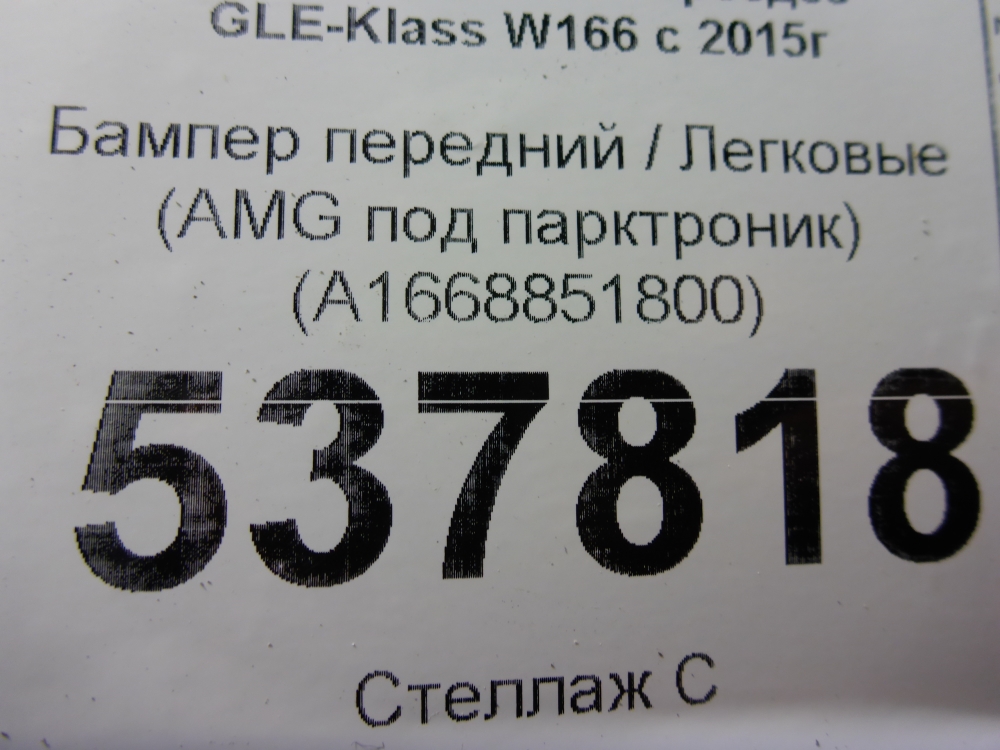 GLE-Klass W166 с 2015г
Бампер передний / Легковые
(AMG под парктроник)
(A1668851800)
537818
Стеллаж С